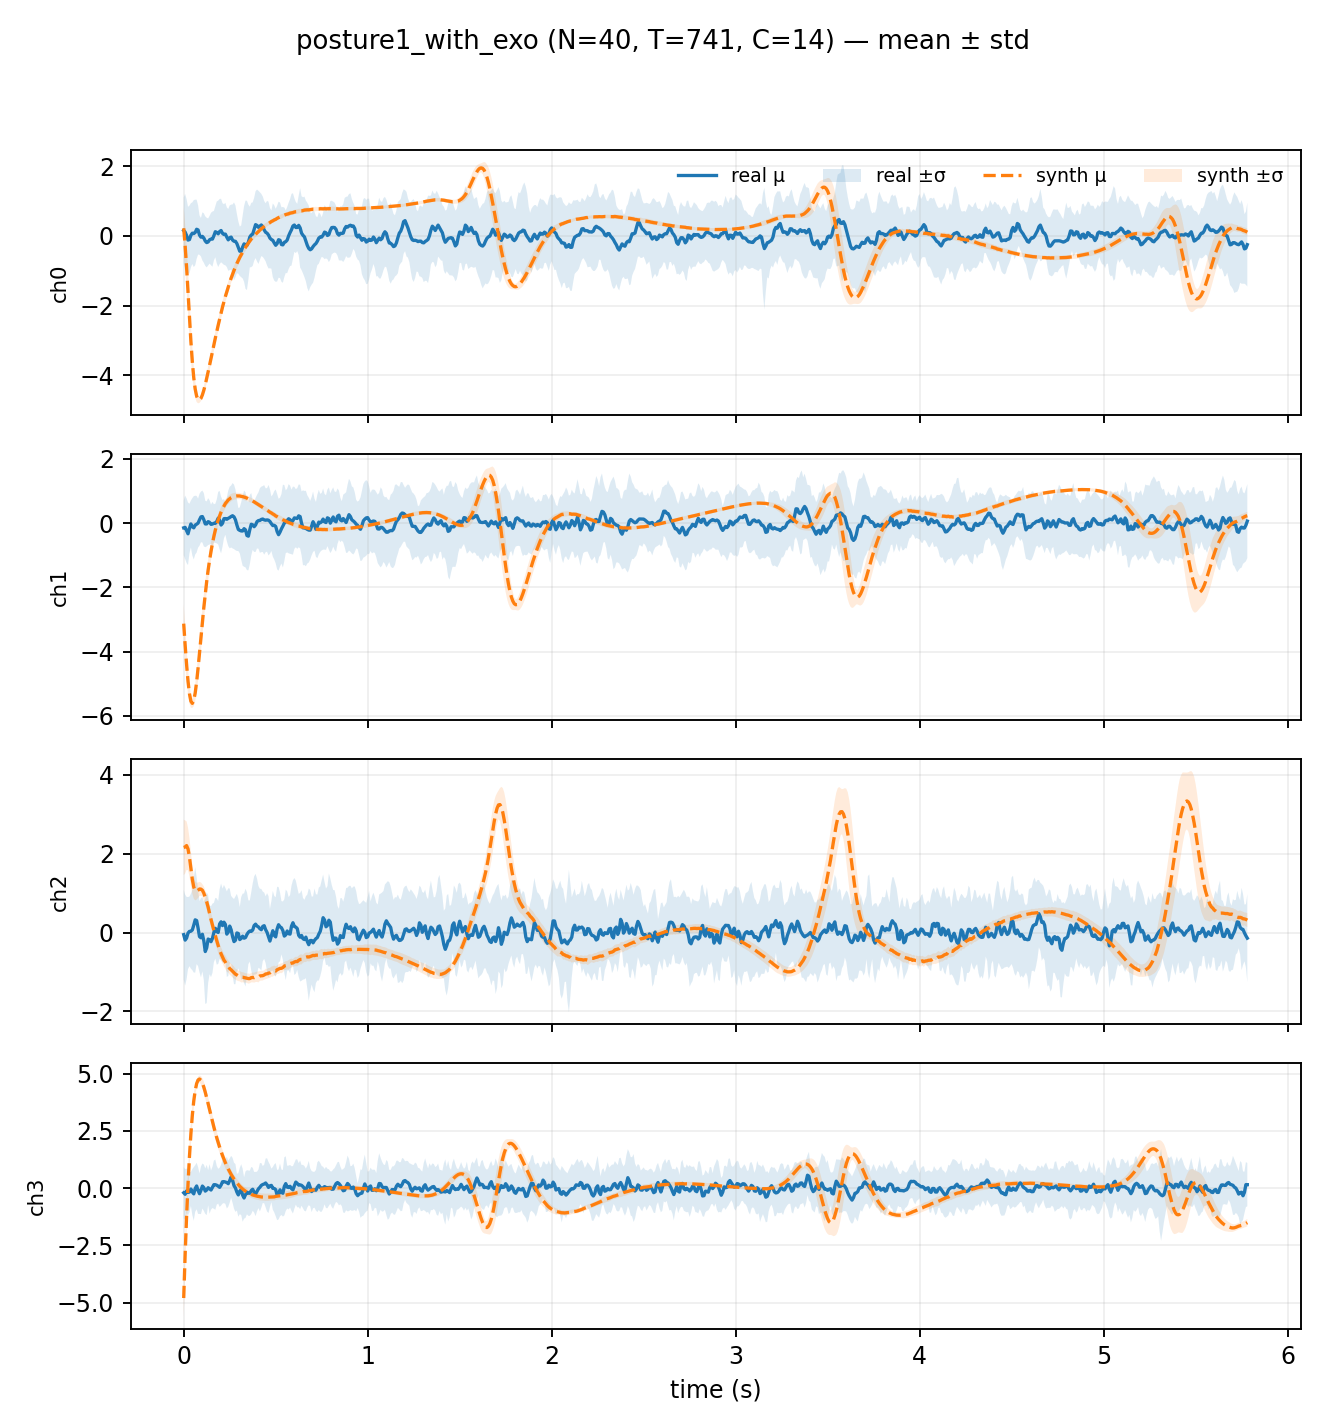 posture1_with_exo (N=40, T=741, C=14) — mean ± std
real μ real ±σ synth μ synth ±σ
2
0
−2
−4
ch0
2
0
−2
−4
−6
ch1
4
2
0
−2
ch2
5.0
2.5
0.0
−2.5
−5.0
ch3
0 1 2 3 4 5 6
time (s)